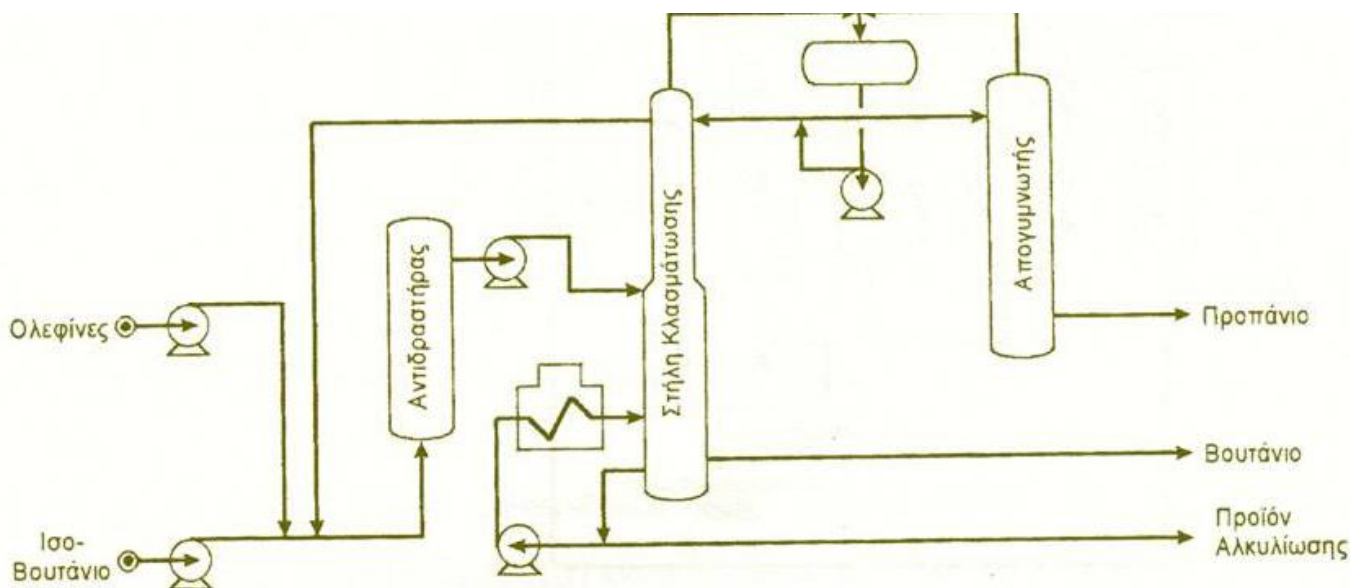 Ολεφίνες
Ισο-
Βουτάνιο
Αντιδραστήρας
Στήλη Κλασμάτωσης
Απογυμνωτής
Προπάνιο
Βουτάνιο
Προϊόν
Αλκυλίωσης